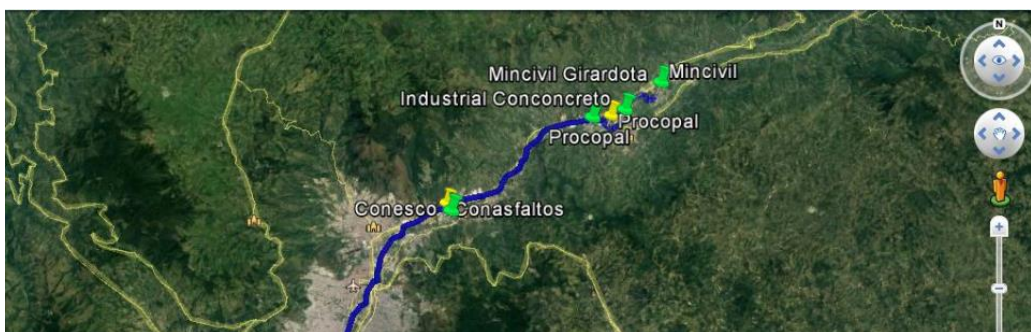 N
Mincivil Girardota
Mincivil
Industrial Conconcreto
Procopal
Procopal
Conesco
Conasfaltos